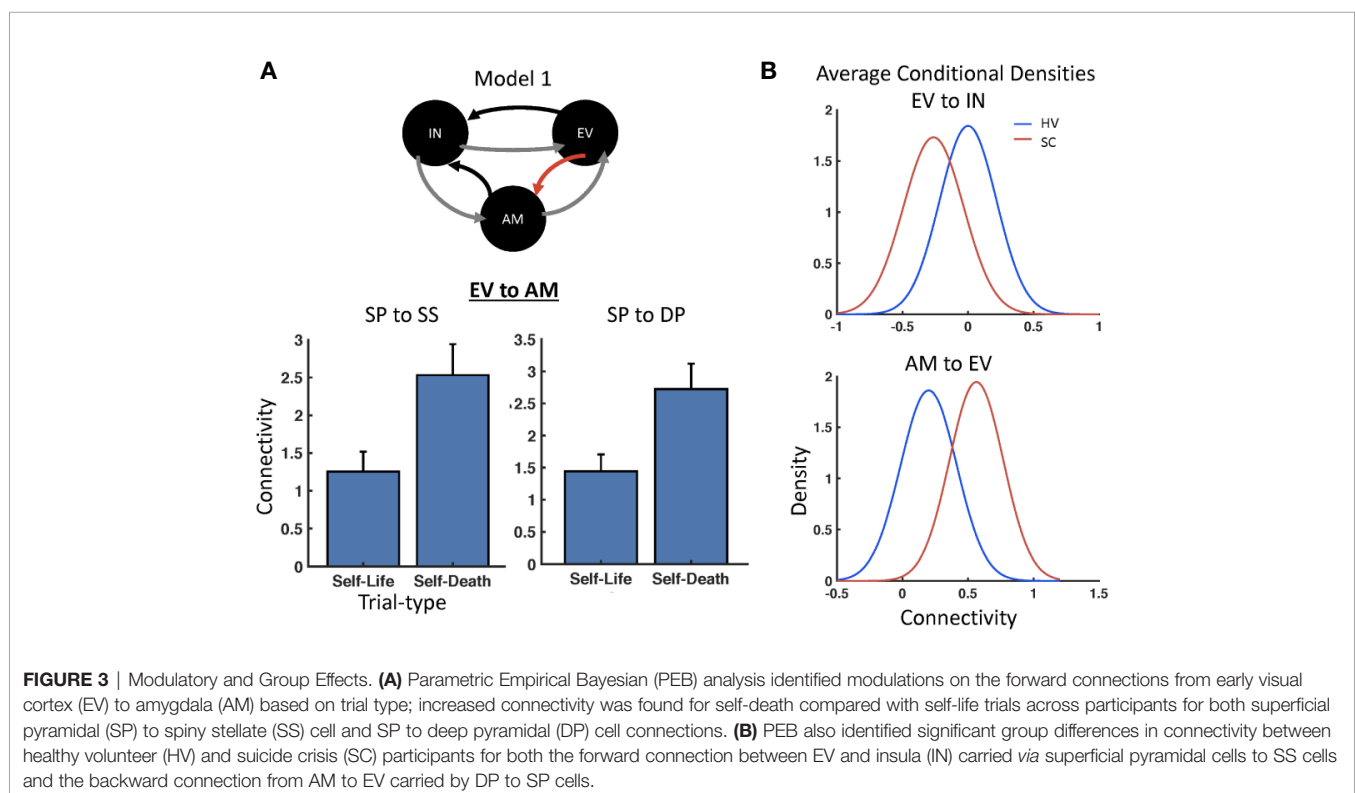 A
Model 1
IN
EV
AM
EV to AM
SP to SS
SP to DP
Connectivity
3
2.5
2
1.5
1
0.5
0
Self-Life
Self-Death
Trial-type
3.5
3
2.5
2
1.5
1
0.5
0
Self-Life
Self-Death
B
Average Conditional Densities
EV to IN
HV
SC
2
1.5
1
0.5
0
-1
-0.5
0
0.5
1
AM to EV
Density
2
1.5
1
0.5
0
-0.5
0
0.5
1
1.5
Connectivity
FIGURE 3 | Modulatory and Group Effects. (A) Parametric Empirical Bayesian (PEB) analysis identified modulations on the forward connections from early visual
cortex (EV) to amygdala (AM) based on trial type; increased connectivity was found for self-death compared with self-life trials across participants for both superficial
pyramidal (SP) to spiny stellate (SS) cell and SP to deep pyramidal (DP) cell connections. (B) PEB also identified significant group differences in connectivity between
healthy volunteer (HV) and suicide crisis (SC) participants for both the forward connection between EV and insula (IN) carried via superficial pyramidal cells to SS cells
and the backward connection from AM to EV carried by DP to SP cells.